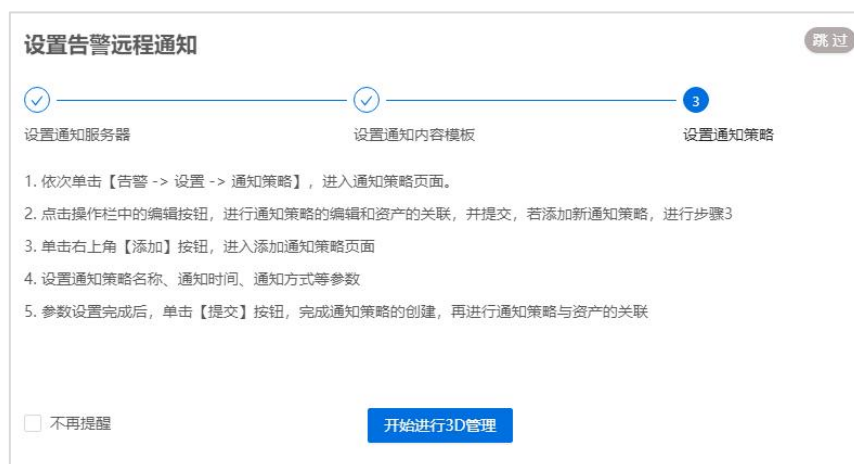 设置告警远程通知
跳 过
3
设置通知服务器
设置通知内容模板
设置通知策略
1. 依次单击【告警 -> 设置 -> 通知策略】，进入通知策略页面。
2. 点击操作栏中的编辑按钮，进行通知策略的编辑和资产的关联，并提交，若添加新通知策略，进行步骤3
3. 单击右上角【添加】按钮，进入添加通知策略页面
4. 设置通知策略名称、通知时间、通知方式等参数
5. 参数设置完成后，单击【提交】按钮，完成通知策略的创建，再进行通知策略与资产的关联
不再提醒
开始进行3D管理